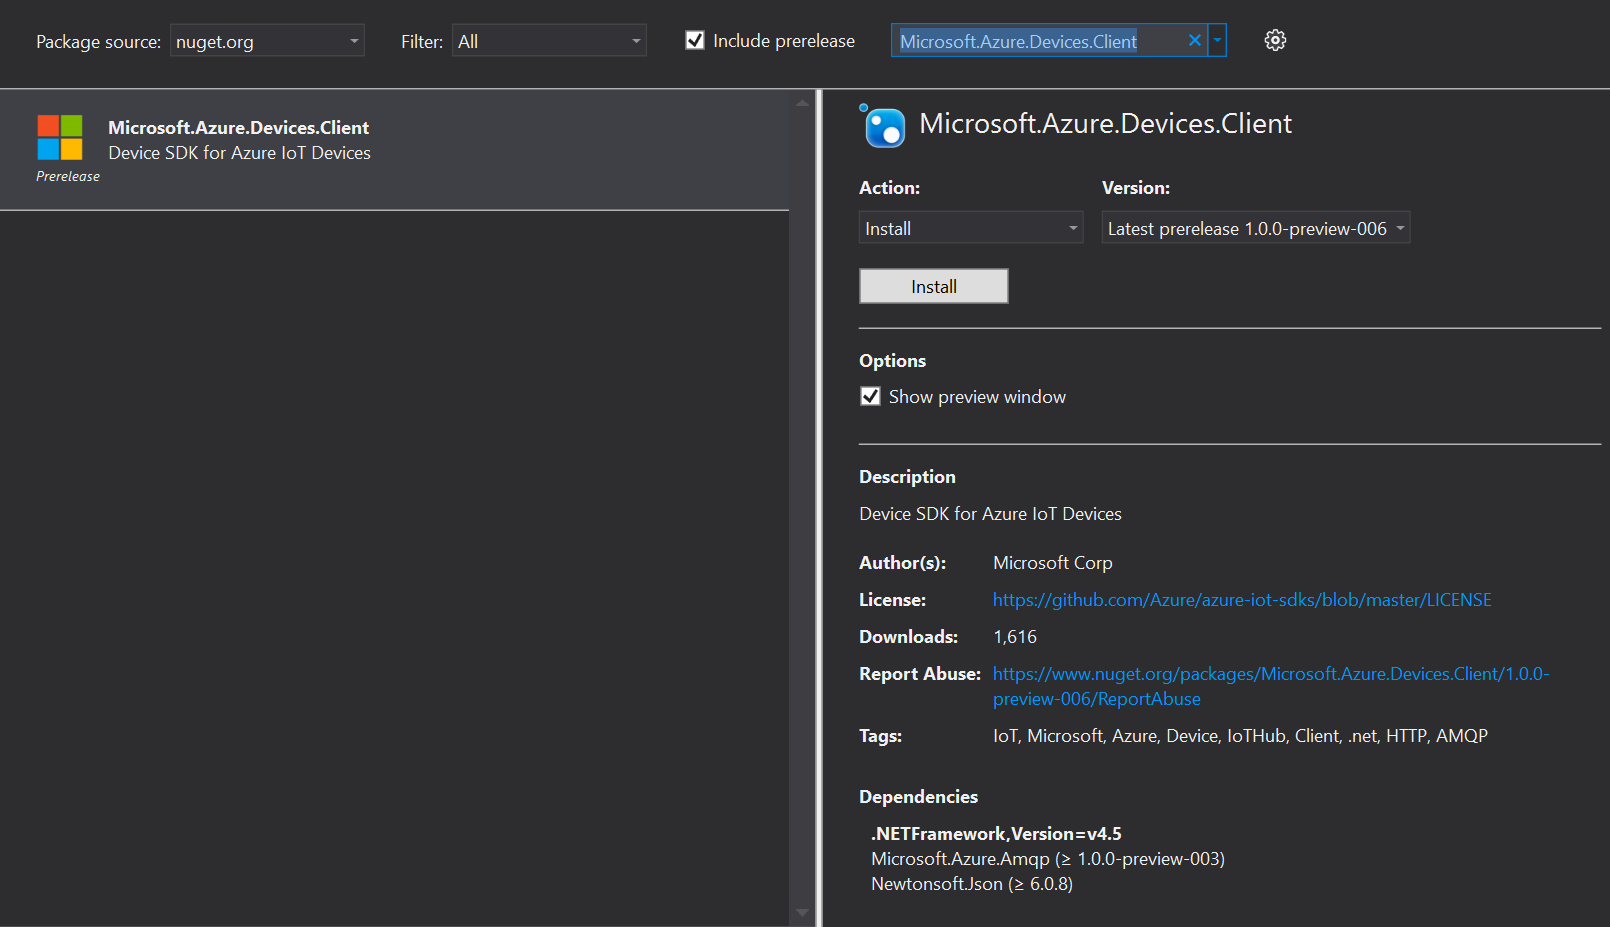 Package source: nuget.org Filter: All Include prerelease Microsoft.Azure.Devices.Client
Microsoft.Azure.Devices.Client
Device SDK for Azure IoT Devices
Prerelease
Microsoft.Azure.Devices.Client
Action: Version:
Install Latest prerelease 1.0.0-preview-006
Install
Options
Show preview window
Description
Device SDK for Azure IoT Devices
Author(s): Microsoft Corp
License: https://github.com/Azure/azure-iot-sdks/blob/master/LICENSE
Downloads: 1,616
Report Abuse: https://www.nuget.org/packages/Microsoft.Azure.Devices.Client/1.0.0-
preview-006/ReportAbuse
Tags: IoT, Microsoft, Azure, Device, IoTHub, Client, .net, HTTP, AMQP
Dependencies
.NETFramework,Version=v4.5
Microsoft.Azure.Amqp (≥ 1.0.0-preview-003)
Newtonsoft.Json (≥ 6.0.8)